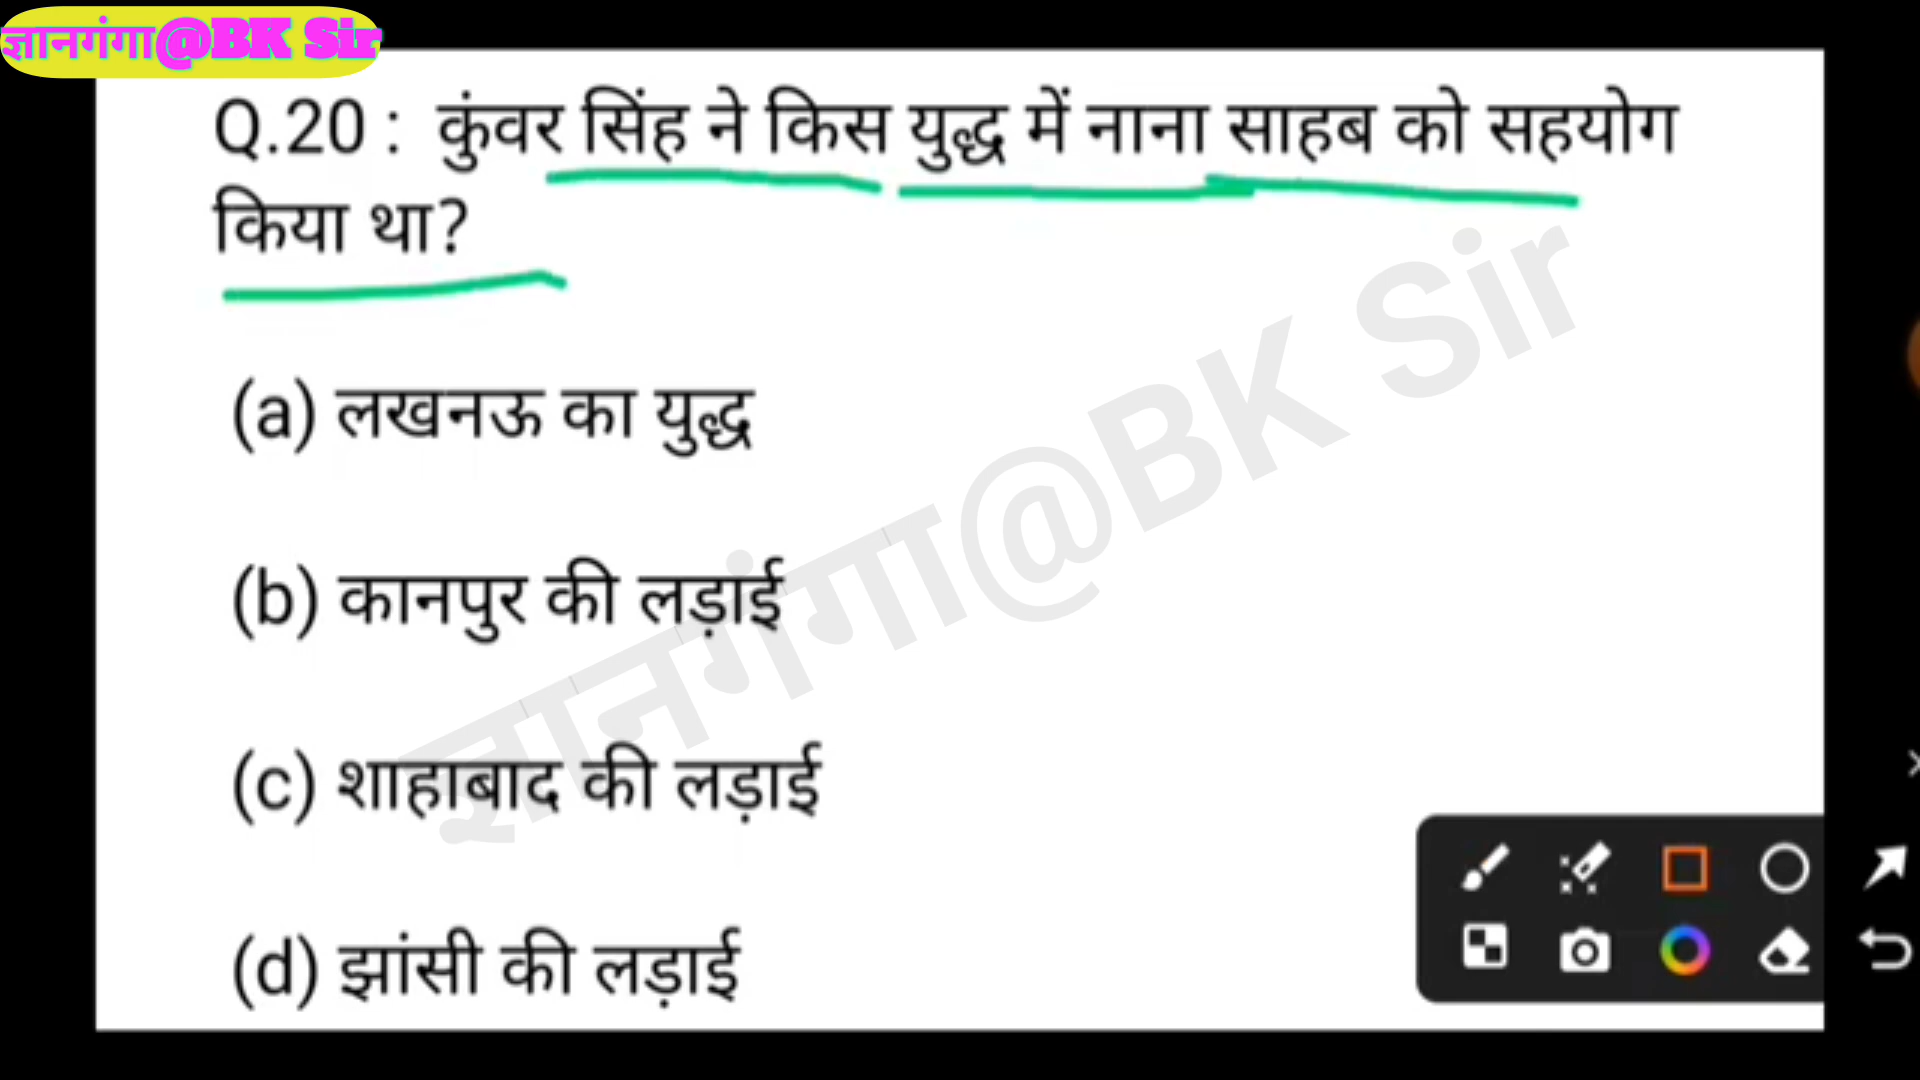 ज्ञानगंगा@BK Sir
Q.20 : कुंवर सिंह ने किस युद्ध में नाना साहब को सहयोग
किया था?
(a) लखनऊ का युद्ध
(b) कानपुर की लड़ाई
(c) शाहाबाद की लड़ाई
(d) झांसी की लड़ाई
ज्ञानगंगा@BK Sir